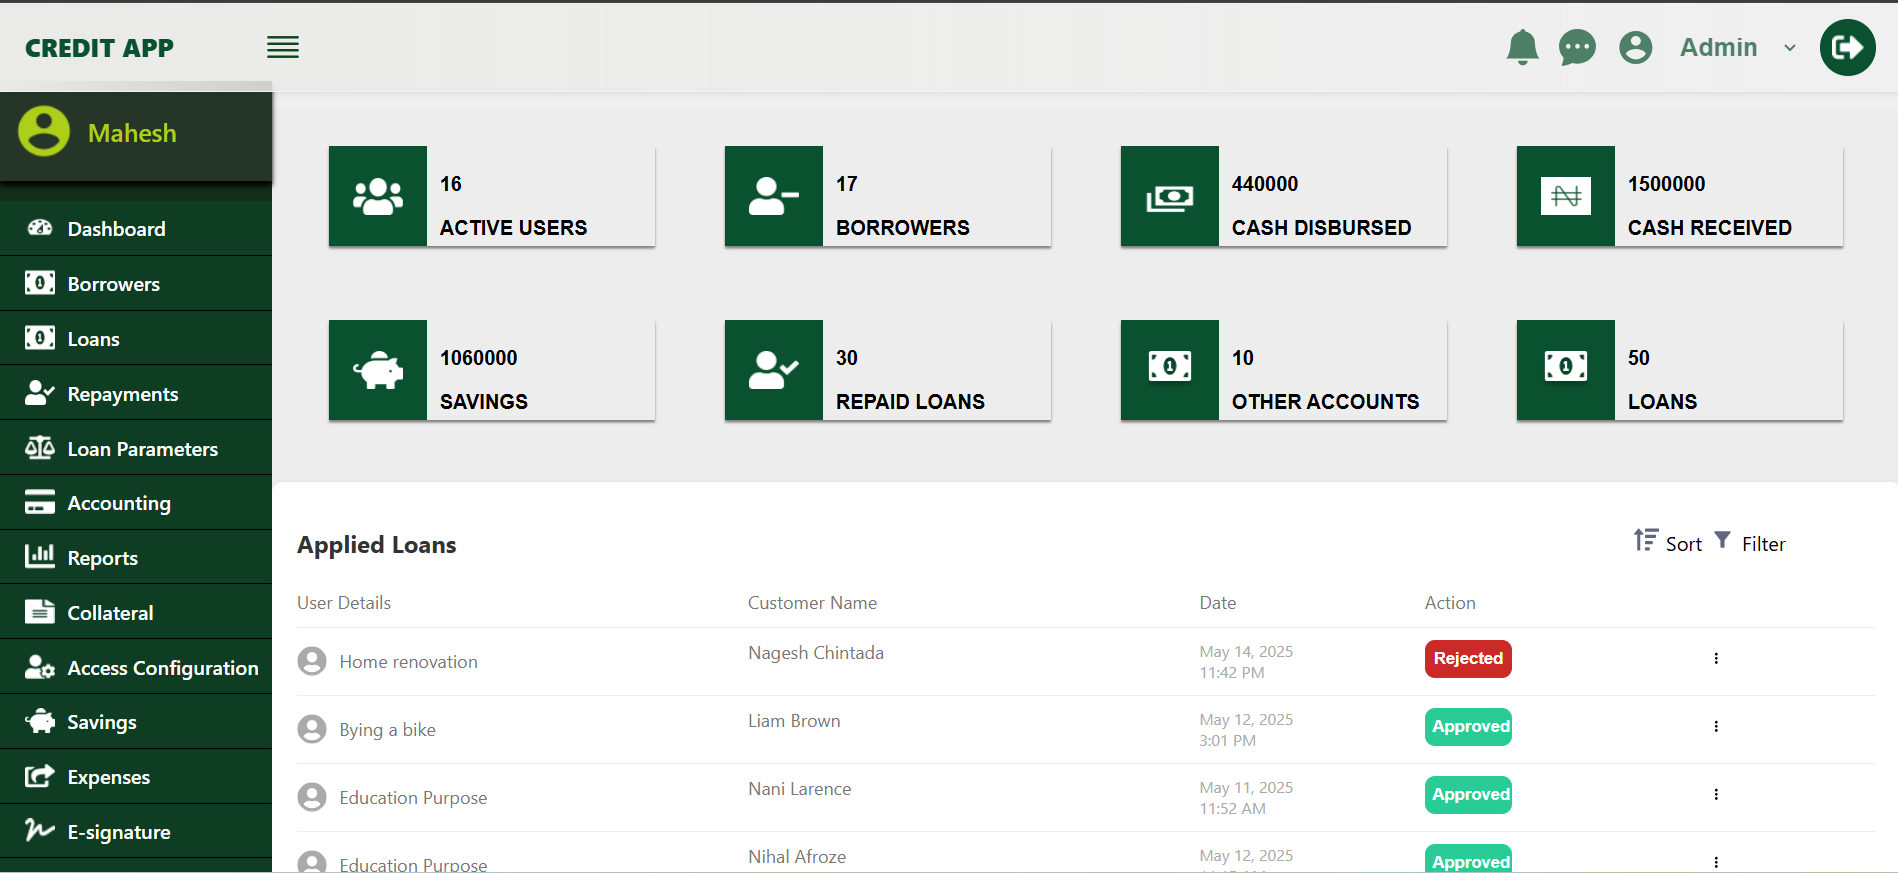 CREDIT APP
Admin
Mahesh
Dashboard
Borrowers
Loans
Repayments
Loan Parameters
Accounting
Reports
Collateral
Access Configuration
Savings
Expenses
E-signature
16
ACTIVE USERS
17
BORROWERS
440000
CASH DISBURSED
1500000
CASH RECEIVED
1060000
SAVINGS
30
REPAID LOANS
10
OTHER ACCOUNTS
50
LOANS
Applied Loans
Sort Filter
User Details Customer Name Date Action
Home renovation Nagesh Chintada May 14, 2025 Rejected
11:42 PM
Bying a bike Liam Brown May 12, 2025 Approved
3:01 PM
Education Purpose Nani Larence May 11, 2025 Approved
11:52 AM
Education Purpose Nihal Afroze May 12, 2025 Approved